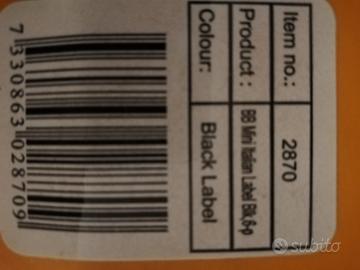 Item no.: 2870
Product : BB Mini Italian Label Blk,6-p
Colour: Black Label
7 330863 028709
subito